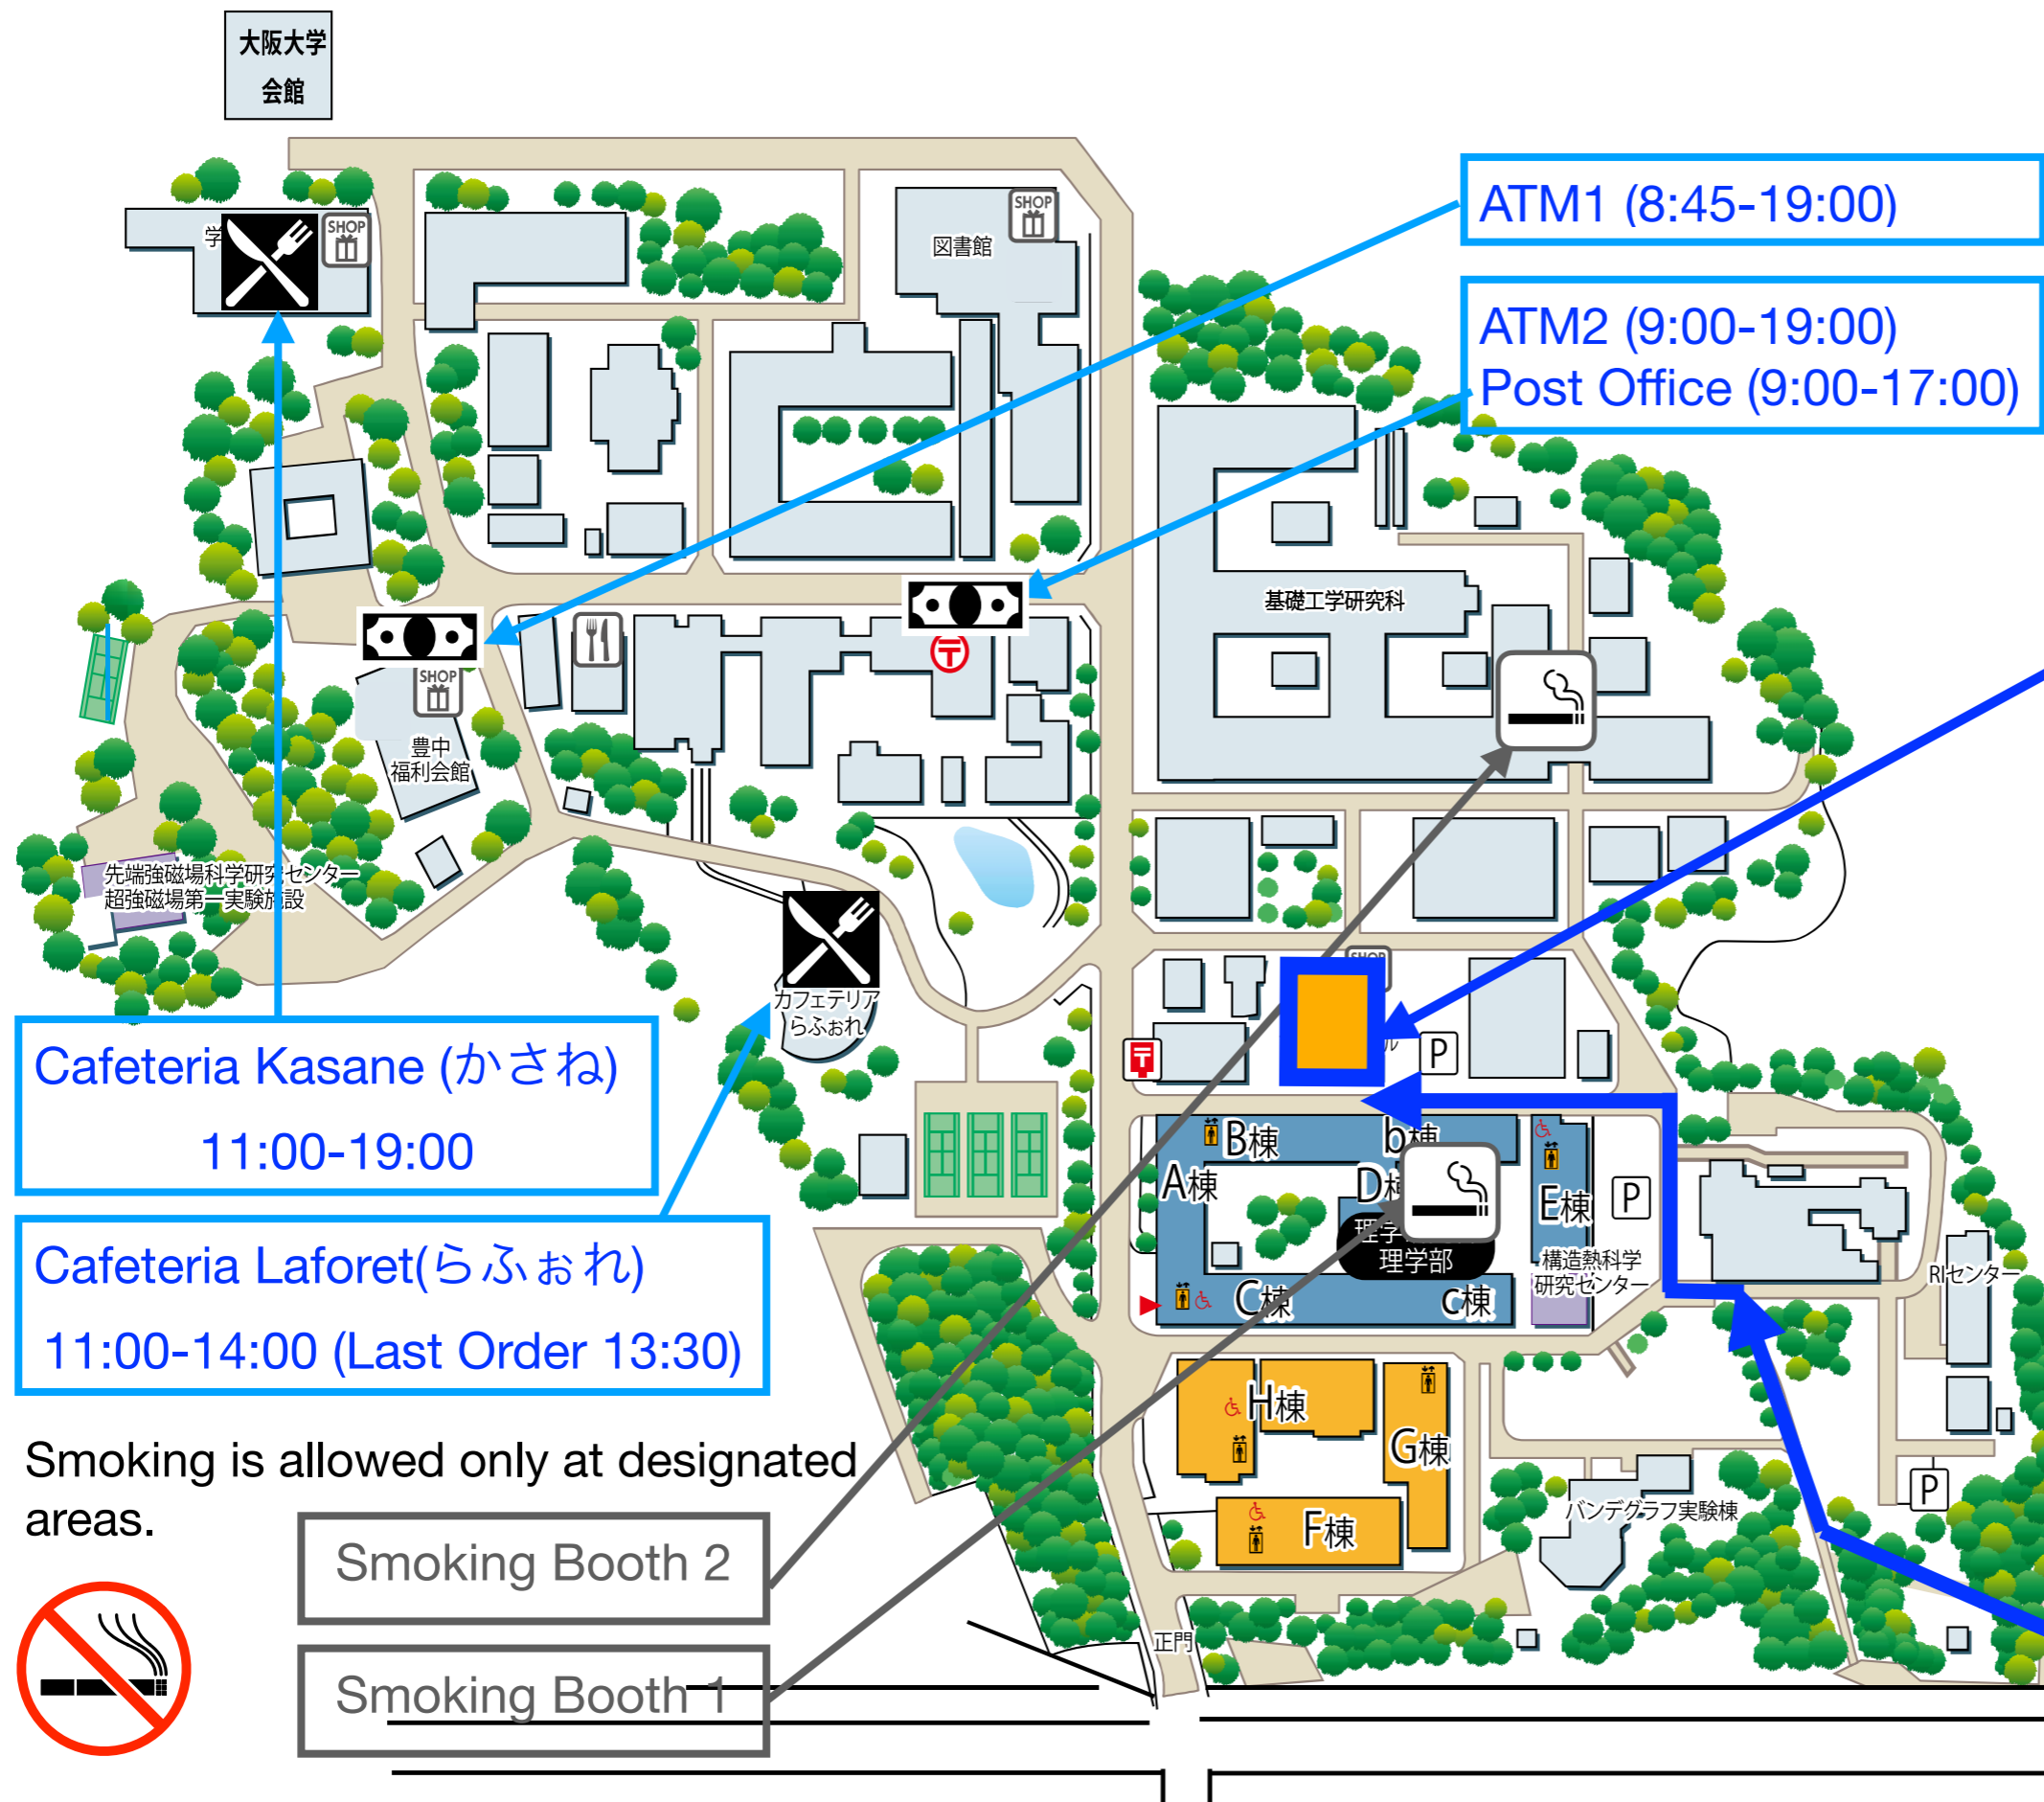 大阪大学
会館
ATM1 (8:45-19:00)
SHOP
学
SHOP
図書館
ATM2 (9:00-19:00)
Post Office (9:00-17:00)
基礎工学研究科
SHOP
豊中
福利会館
先端強磁場科学研究センター
超強磁場第一実験施設
SHOP
カフェテリア
らふぉれ
ル
P
Cafeteria Kasane (かさね)
11:00-19:00
B棟
b棟
A棟
D棟
E棟
P
理学
理学部
構造熱科学
研究センター
RIセンター
C棟
c棟
Cafeteria Laforet(らふぉれ)
11:00-14:00 (Last Order 13:30)
H棟
G棟
F棟
P
バンデグラフ実験棟
Smoking is allowed only at designated
areas.
Smoking Booth 2
正門
Smoking Booth 1